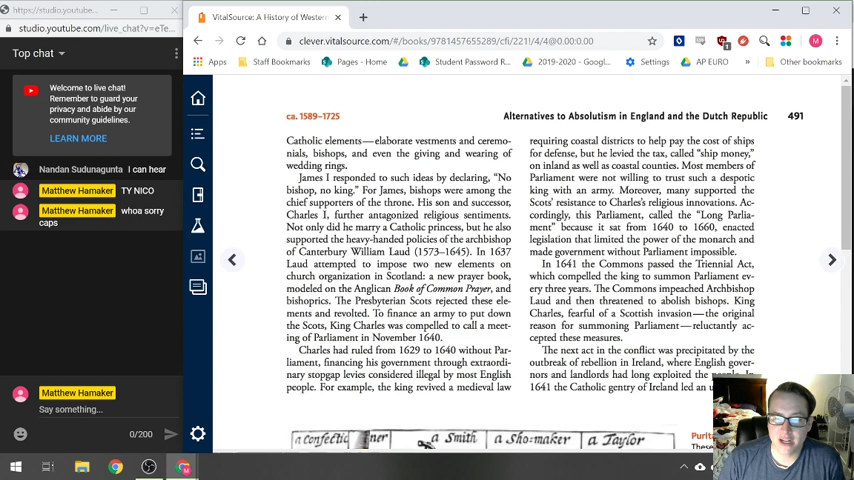 https://studio.youtube.com/live_chat?v=eTe...
studio.youtube.com/live_chat?v=eT...
Top chat
Welcome to live chat!
Remember to guard your
privacy and abide by our
community guidelines.
LEARN MORE
Nandan Sudunagunta I can hear
Matthew Hamaker TY NICO
Matthew Hamaker whoa sorry
caps
Matthew Hamaker
Say something...
0/200
VitalSource: A History of Western
clever.vitalsource.com/#/books/9781457655289/cfi/221!/4/4@0.00:0.00
1
M
Apps
Staff Bookmarks
Pages - Home
Student Password R...
2019-2020 - Googl...
Settings
AP EURO
»
Other bookmarks
ca. 1589–1725
Alternatives to Absolutism in England and the Dutch Republic 491
Catholic elements—elaborate vestments and ceremo-
nials, bishops, and even the giving and wearing of
wedding rings.
James I responded to such ideas by declaring, “No
bishop, no king.” For James, bishops were among the
chief supporters of the throne. His son and successor,
Charles I, further antagonized religious sentiments.
Not only did he marry a Catholic princess, but he also
supported the heavy-handed policies of the archbishop
of Canterbury William Laud (1573–1645). In 1637
Laud attempted to impose two new elements on
church organization in Scotland: a new prayer book,
modeled on the Anglican Book of Common Prayer, and
bishoprics. The Presbyterian Scots rejected these ele-
ments and revolted. To finance an army to put down
the Scots, King Charles was compelled to call a meet-
ing of Parliament in November 1640.
Charles had ruled from 1629 to 1640 without Par-
liament, financing his government through extraordi-
nary stopgap levies considered illegal by most English
people. For example, the king revived a medieval law
requiring coastal districts to help pay the cost of ships
for defense, but he levied the tax, called “ship money,”
on inland as well as coastal counties. Most members of
Parliament were not willing to trust such a despotic
king with an army. Moreover, many supported the
Scots’ resistance to Charles’s religious innovations. Ac-
cordingly, this Parliament, called the “Long Parlia-
ment” because it sat from 1640 to 1660, enacted
legislation that limited the power of the monarch and
made government without Parliament impossible.
In 1641 the Commons passed the Triennial Act,
which compelled the king to summon Parliament ev-
ery three years. The Commons impeached Archbishop
Laud and then threatened to abolish bishops. King
Charles, fearful of a Scottish invasion—the original
reason for summoning Parliament—reluctantly ac-
cepted these measures.
The next act in the conflict was precipitated by the
outbreak of rebellion in Ireland, where English gover-
nors and landlords had long exploited the people. In
1641 the Catholic gentry of Ireland led an
a Smith
a Sho=maker
a Taylor